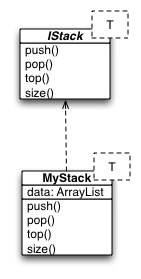 T
IStack
push()
pop()
top()
size()
T
MyStack
data: ArrayList
push()
pop()
top()
size()